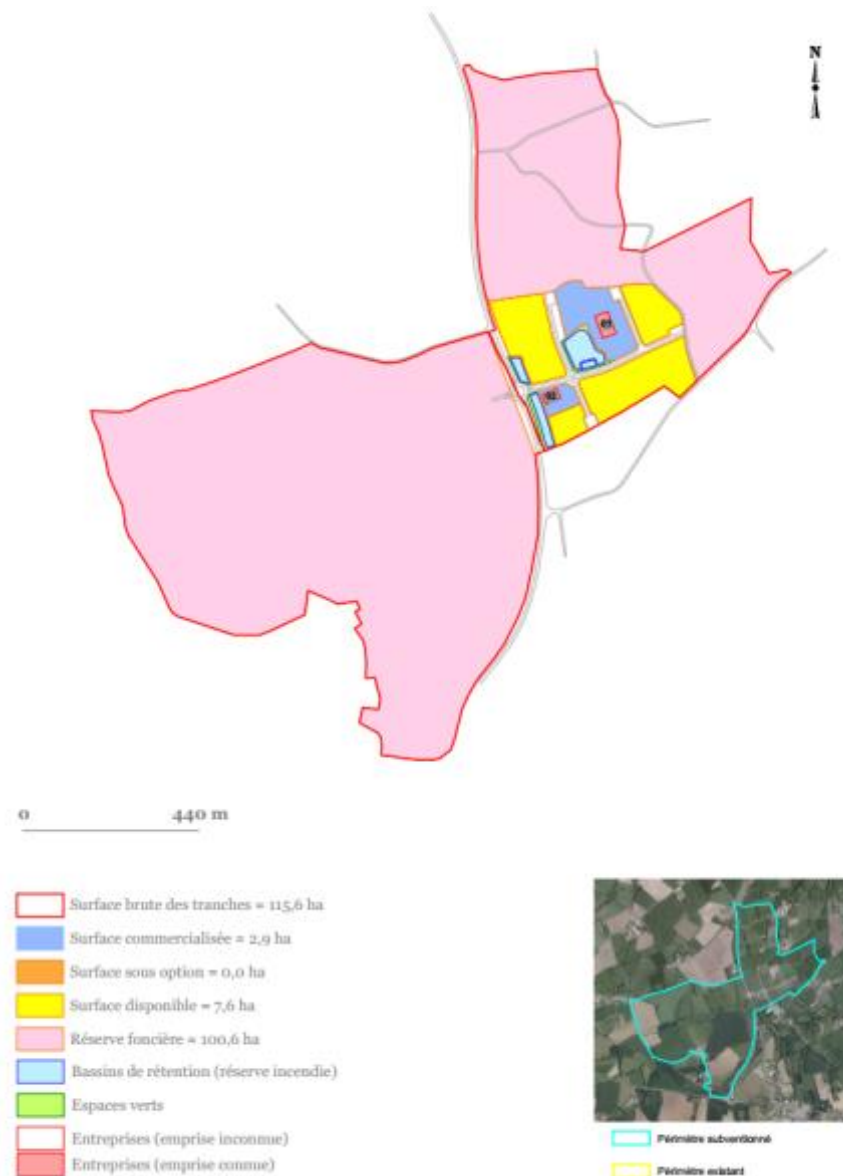 N
0 440 m
Surface brute des tranches = 115,6 ha
Surface commercialisée = 2,9 ha
Surface sous option = 0,0 ha
Surface disponible = 7,6 ha
Réserve foncière = 100,6 ha
Bassins de rétention (réserve incendie)
Espaces verts
Entreprises (emprise inconnue)
Entreprises (emprise connue)
Périmètre subventionné
Périmètre existant